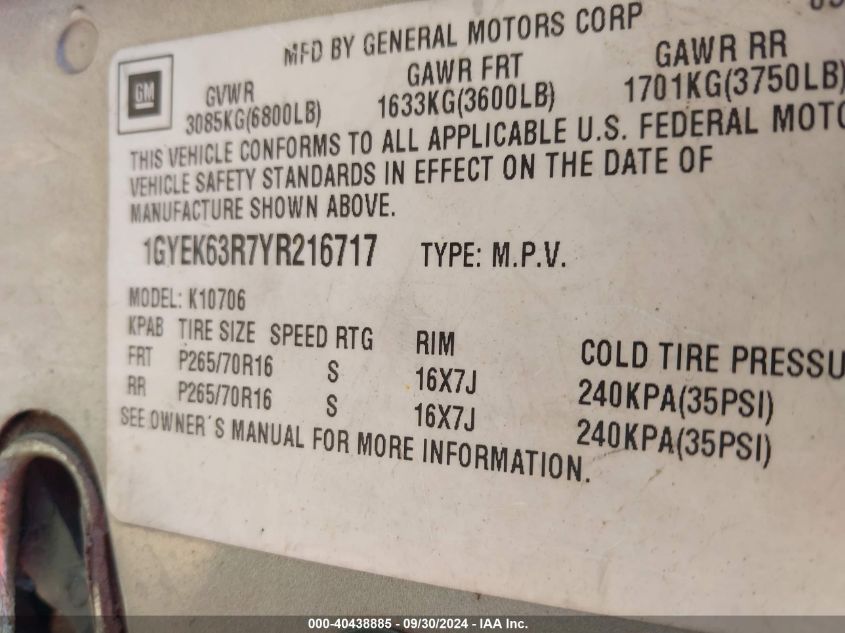 MFD BY GENERAL MOTORS CORP
GM
GVWR GAWR FRT GAWR RR
3085KG(6800LB) 1633KG(3600LB) 1701KG(3750LB)
THIS VEHICLE CONFORMS TO ALL APPLICABLE U.S. FEDERAL MOTO
VEHICLE SAFETY STANDARDS IN EFFECT ON THE DATE OF
MANUFACTURE SHOWN ABOVE.
1GYEK63R7YR216717 TYPE: M.P.V.
MODEL: K10706
KPAB TIRE SIZE SPEED RTG RIM COLD TIRE PRESSU
FRT P265/70R16 S 16X7J 240KPA(35PSI)
RR P265/70R16 S 16X7J 240KPA(35PSI)
SEE OWNER'S MANUAL FOR MORE INFORMATION.
000-40438885 - 09/30/2024 - IAA Inc.